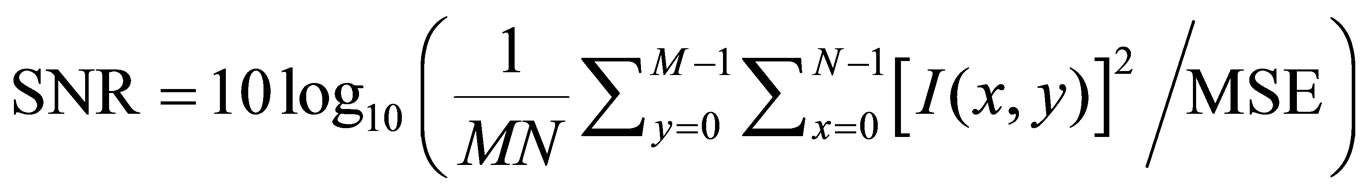 SNR = 10 log₁₀ ( 1/MN ∑_{y=0}^{M−1} ∑_{x=0}^{N−1} [I(x, y)]² / MSE )